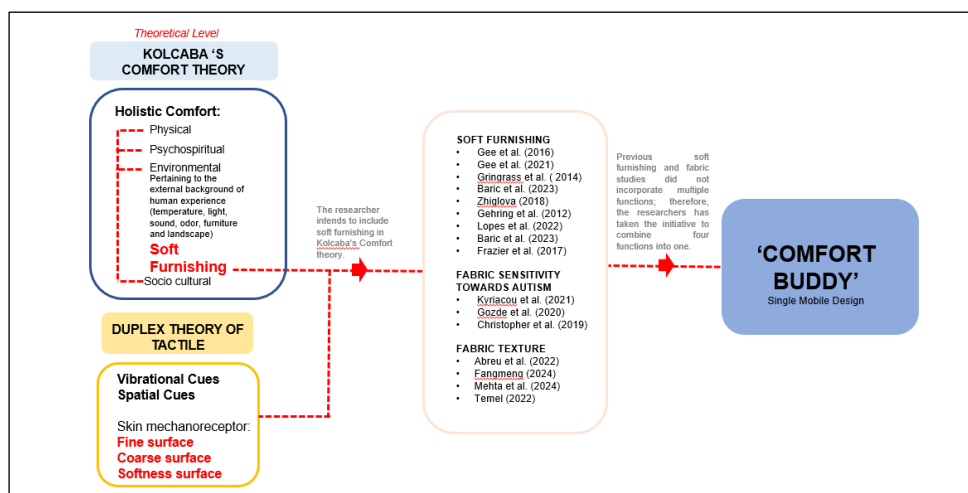 Theoretical Level
KOLCABA 'S
COMFORT THEORY
Holistic Comfort:
Physical
Psychospiritual
Environmental
Pertaining to the
external background of
human experience
(temperature, light,
sound, odor, furniture
and landscape)
Soft
Furnishing
Socio cultural
DUPLEX THEORY OF
TACTILE
Vibrational Cues
Spatial Cues
Skin mechanoreceptor:
Fine surface
Coarse surface
Softness surface
The researcher
intends to include
soft furnishing in
Kolcaba's Comfort
theory.
SOFT FURNISHING
• Gee et al. (2016)
• Gee et al. (2021)
• Gringrass et al. ( 2014)
• Baric et al. (2023)
• Zhiglova (2018)
• Gehring et al. (2012)
• Lopes et al. (2022)
• Baric et al. (2023)
• Frazier et al. (2017)
FABRIC SENSITIVITY
TOWARDS AUTISM
• Kyriacou et al. (2021)
• Gozde et al. (2020)
• Christopher et al. (2019)
FABRIC TEXTURE
• Abreu et al. (2022)
• Fangmeng (2024)
• Mehta et al. (2024)
• Temel (2022)
Previous soft
furnishing and fabric
studies did not
incorporate multiple
functions; therefore,
the researchers has
taken the initiative to
combine four
functions into one.
'COMFORT
BUDDY'
Single Mobile Design